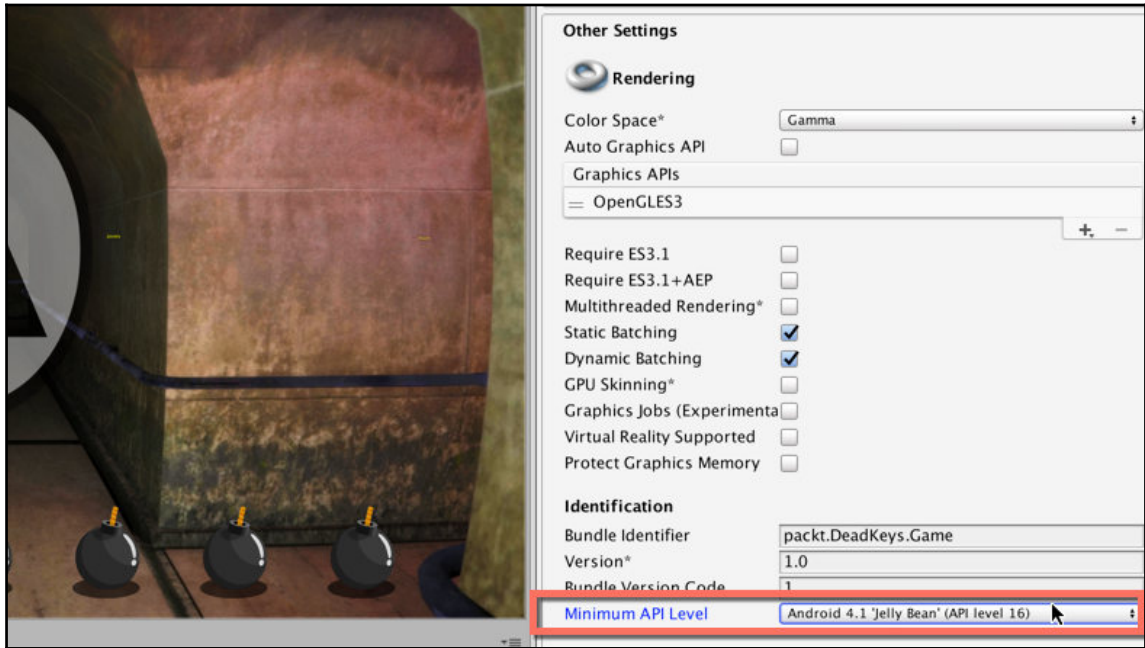 Other Settings
Rendering
Color Space* Gamma
Auto Graphics API
Graphics APIs
= OpenGLES3
+ −
Require ES3.1
Require ES3.1+AEP
Multithreaded Rendering*
Static Batching
Dynamic Batching
GPU Skinning*
Graphics Jobs (Experimenta
Virtual Reality Supported
Protect Graphics Memory
Identification
Bundle Identifier packt.DeadKeys.Game
Version* 1.0
Bundle Version Code 1
Minimum API Level Android 4.1 'Jelly Bean' (API level 16)